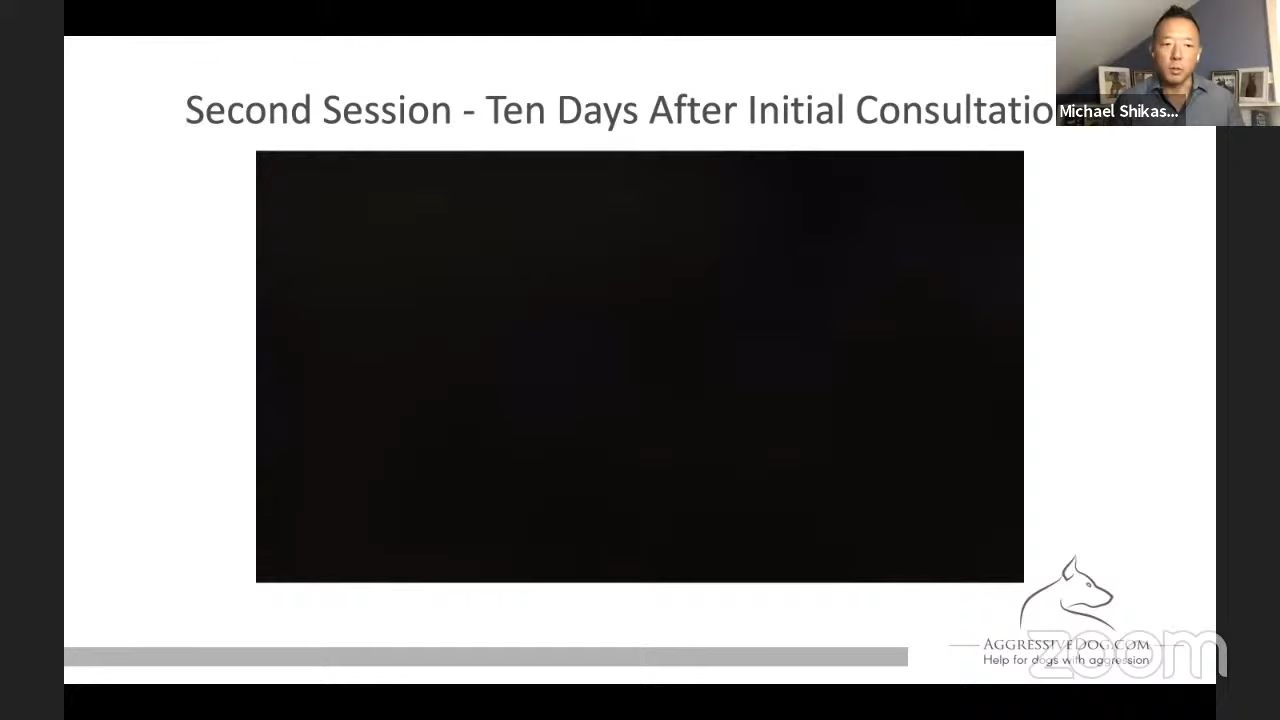 Second Session - Ten Days After Initial Consultatio
Michael Shikas...
AGGRESSIVEDOG.COM
Help for dogs with aggression
zoom